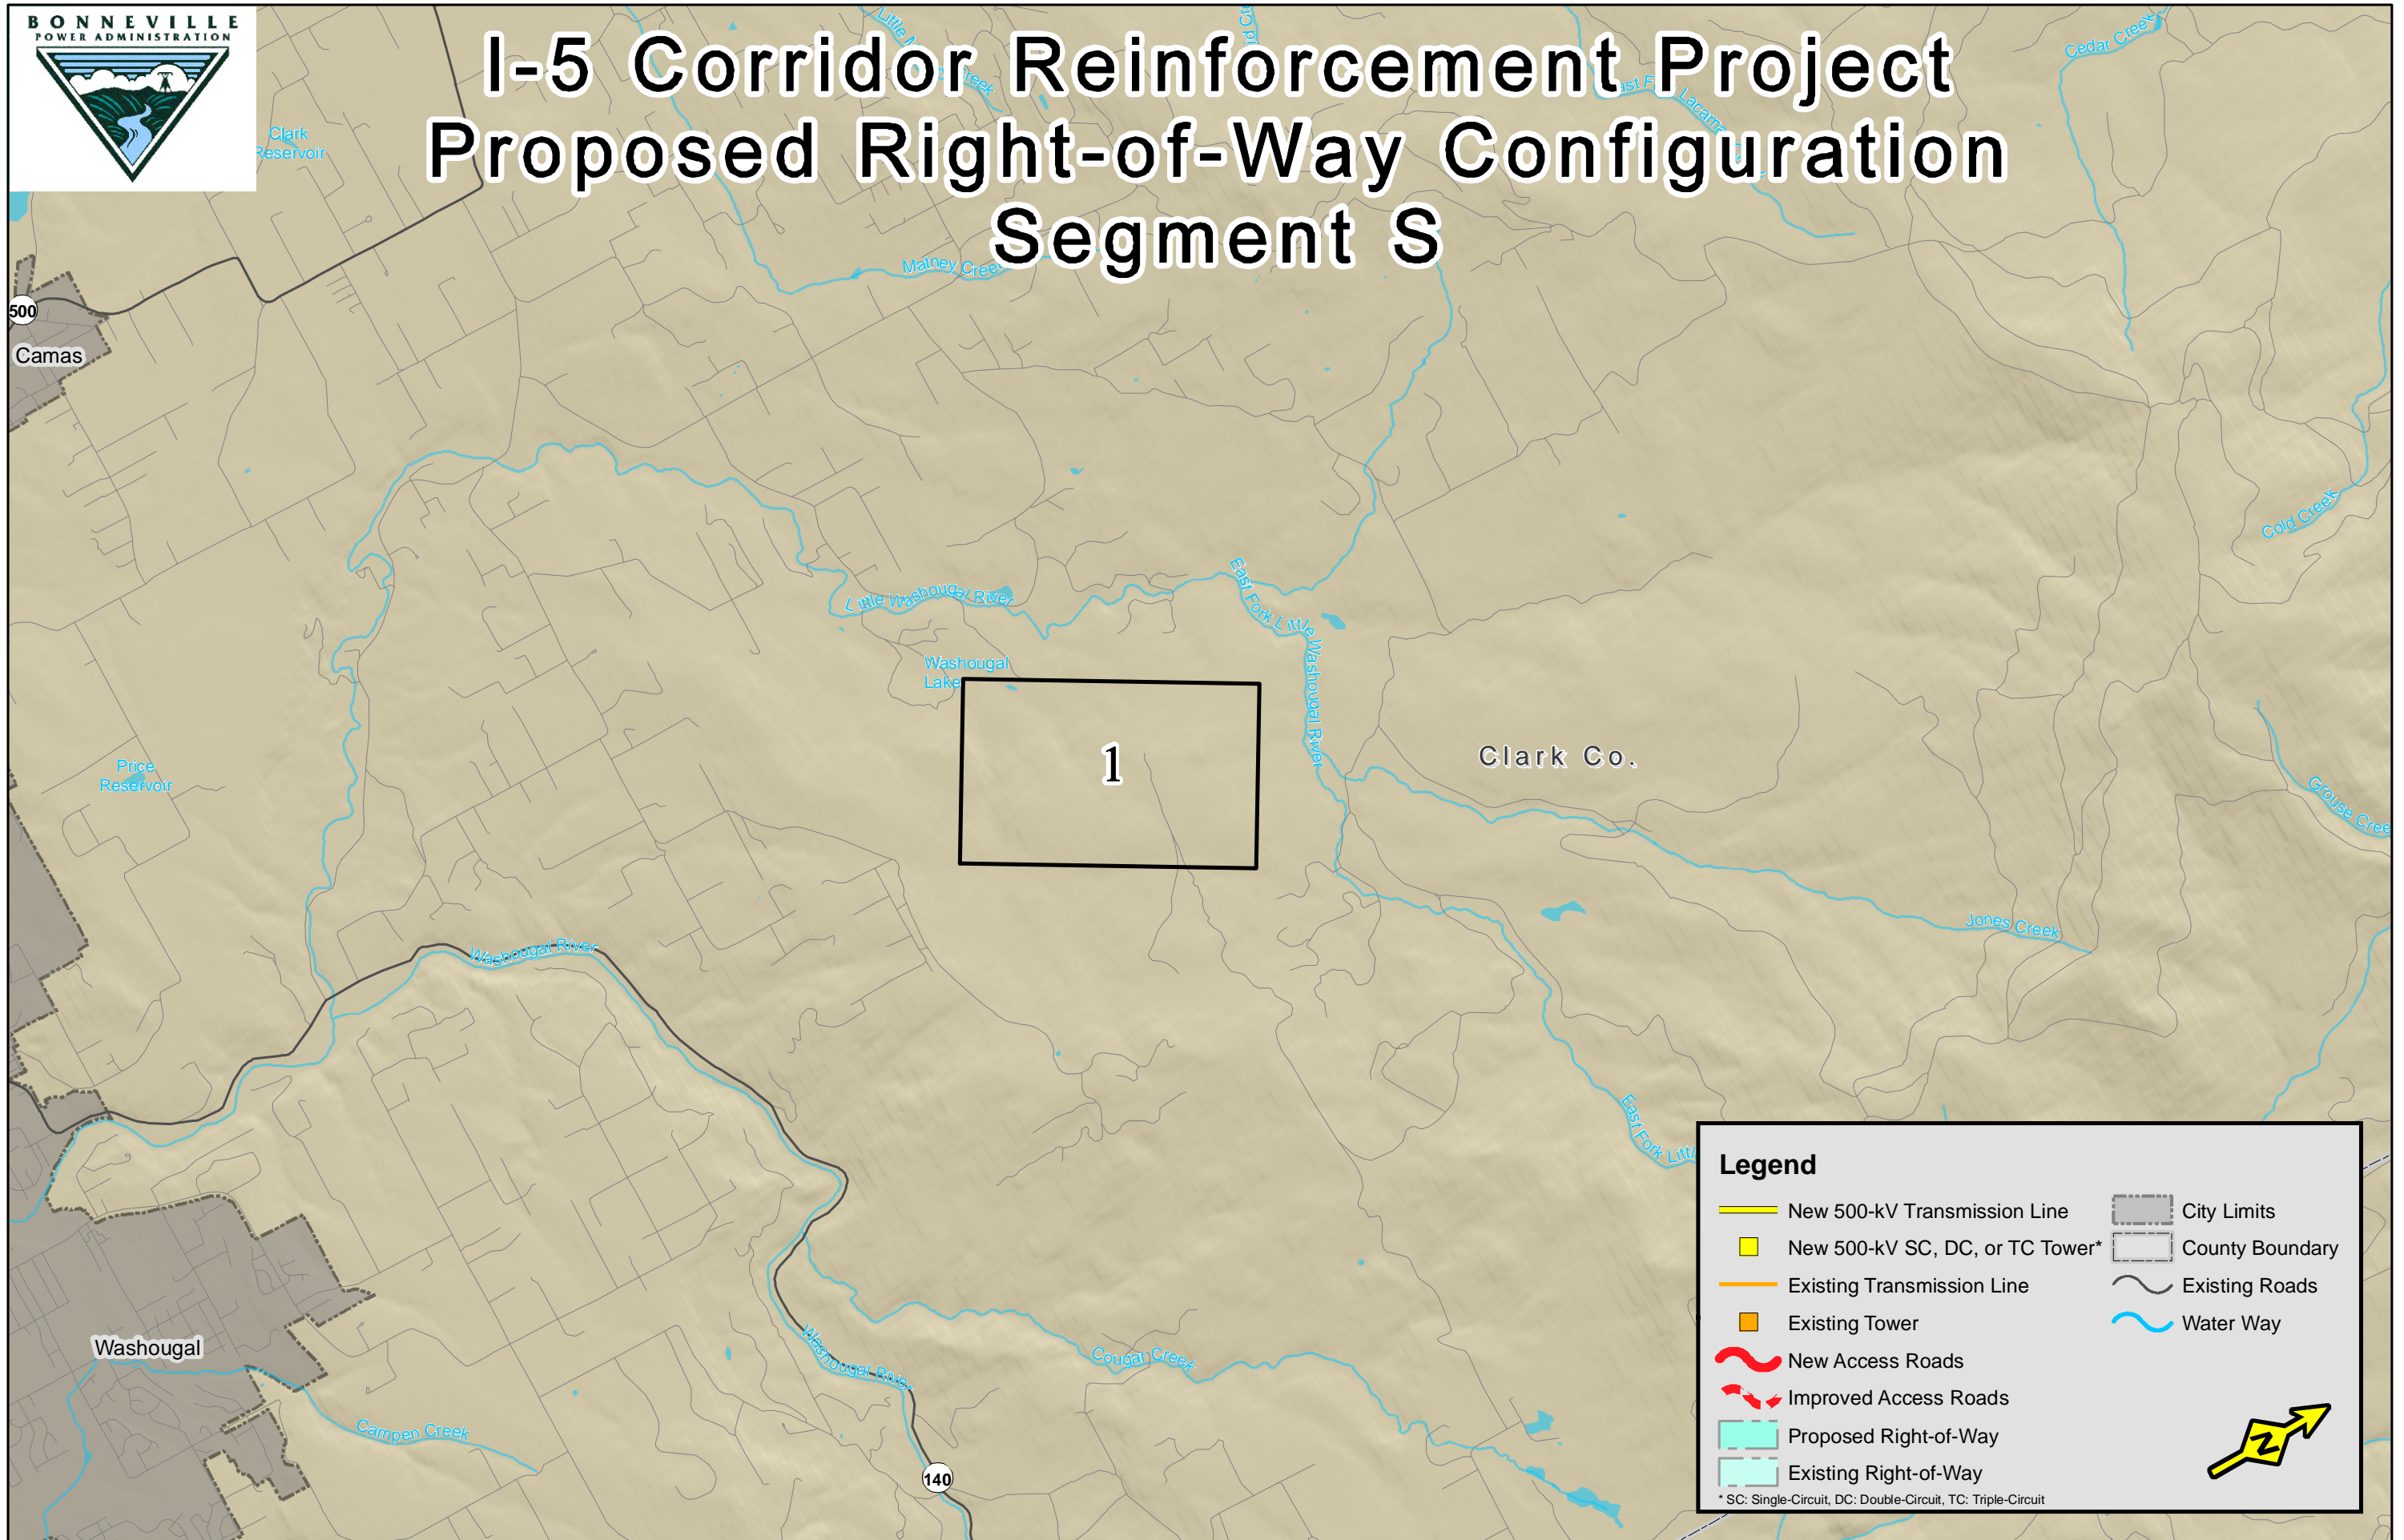 BONNEVILLE
POWER ADMINISTRATION
I-5 Corridor Reinforcement Project
Proposed Right-of-Way Configuration
Segment S
Clark
Reservoir
Cedar Creek
Matney Creek
500
Camas
Cold Creek
Little Washougal River
East Fork Little Washougal River
Washougal
Lake
1
Clark Co.
Price
Reservoir
Grouse Cree
Jones Creek
Washougal River
East Fork Littl
Washougal
Washougal River
Cougar Creek
Campen Creek
140
Legend
New 500-kV Transmission Line
New 500-kV SC, DC, or TC Tower*
Existing Transmission Line
Existing Tower
New Access Roads
Improved Access Roads
Proposed Right-of-Way
Existing Right-of-Way
City Limits
County Boundary
Existing Roads
Water Way
N
* SC: Single-Circuit, DC: Double-Circuit, TC: Triple-Circuit